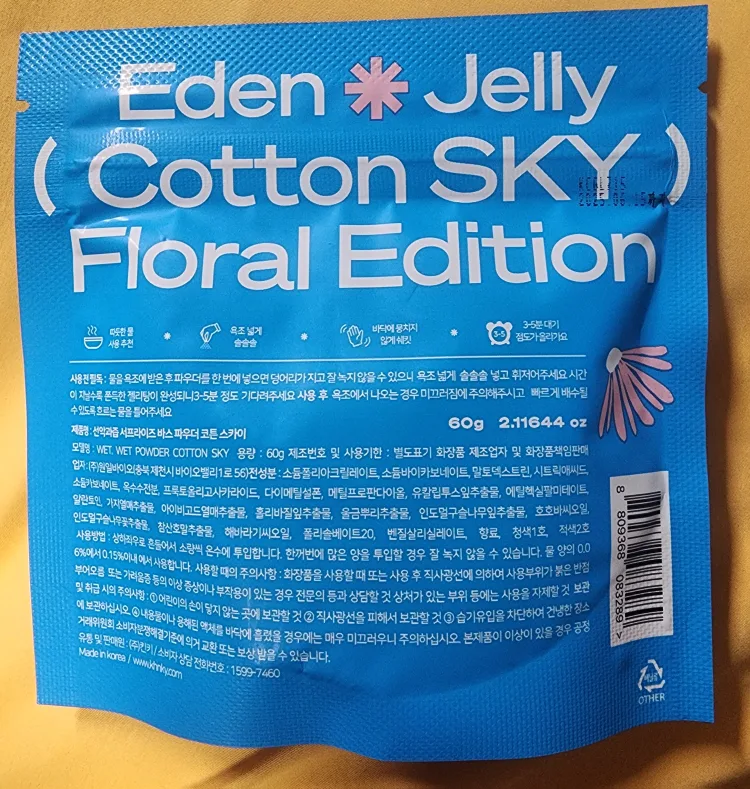 Eden * Jelly
( Cotton SKY )
2025.06.15까지
Floral Edition
따뜻한 물
사용 추천
욕조 넓게
솔솔솔
바닥에 뭉치지
않게 쉐킷
3-5
3-5분 대기
점도가 올라가요
사용전 필독 : 물을 욕조에 받은 후 파우더를 한 번에 넣으면 덩어리가 지고 잘 녹지 않을 수 있으니 욕조 넓게 솔솔솔 넣고 휘저어주세요 시간
이 지날수록 쫀득한 젤리탕이 완성되니 3-5분 정도 기다려주세요 사용 후 욕조에서 나오는 경우 미끄러짐에 주의해주시고 빠르게 배수될
수 있도록 흐르는 물을 틀어주세요
60g 2.11644 oz
제품명 : 선악과즙 서프라이즈 바스 파우더 코튼 스카이
모델명 : WET. WET POWDER COTTON SKY 용량 : 60g 제조번호 및 사용기한 : 별도표기 화장품 제조업자 및 화장품책임판매
업자 : (주)원일바이오(충북 제천시 바이오밸리1로 56)전성분 : 소듐폴리아크릴레이트, 소듐바이카보네이트, 말토덱스트린, 시트릭애씨드,
소듐카보네이트, 옥수수전분, 프룩토올리고사카라이드, 다이메틸설폰, 메틸프로판다이올, 유칼립투스잎추출물, 에틸헥실팔미테이트,
알란토인, 가지열매추출물, 아이비고드열매추출물, 홀리바질잎추출물, 울금뿌리추출물, 인도멀구슬나무잎추출물, 호호바씨오일,
인도멀구슬나무꽃추출물, 참산호말추출물, 해바라기씨오일, 폴리솔베이트20, 벤질살리실레이트, 향료, 청색1호, 적색2호
사용방법 : 상하좌우로 흔들어서 소량씩 온수에 투입합니다. 한꺼번에 많은 양을 투입할 경우 잘 녹지 않을 수 있습니다. 물 양의 0.0
6%에서 0.15%이내에서 사용합니다. 사용할 때의 주의사항 : 화장품을 사용할 때 또는 사용 후 직사광선에 의하여 사용부위가 붉은 반점
부어오름 또는 가려움증 등의 이상 증상이나 부작용이 있는 경우 전문의 등과 상담할 것 상처가 있는 부위 등에는 사용을 자제할 것 보관
및 취급 시의 주의사항 : ① 어린이의 손이 닿지 않는 곳에 보관할 것 ② 직사광선을 피해서 보관할 것 ③ 습기유입을 차단하여 건냉한 장소
에 보관하십시오. ④ 내용물이나 용해된 액체를 바닥에 흘렸을 경우에는 매우 미끄러우니 주의하십시오. 본제품이 이상이 있을 경우 공정
거래위원회 소비자분쟁해결기준에 의거 교환 또는 보상 받을 수 있습니다.
유통 및 판매원 : (주)킨키 / 소비자 상담 전화번호 : 1599-7460
Made in korea / www.khnky.com
8 809368 083289 >
OTHER